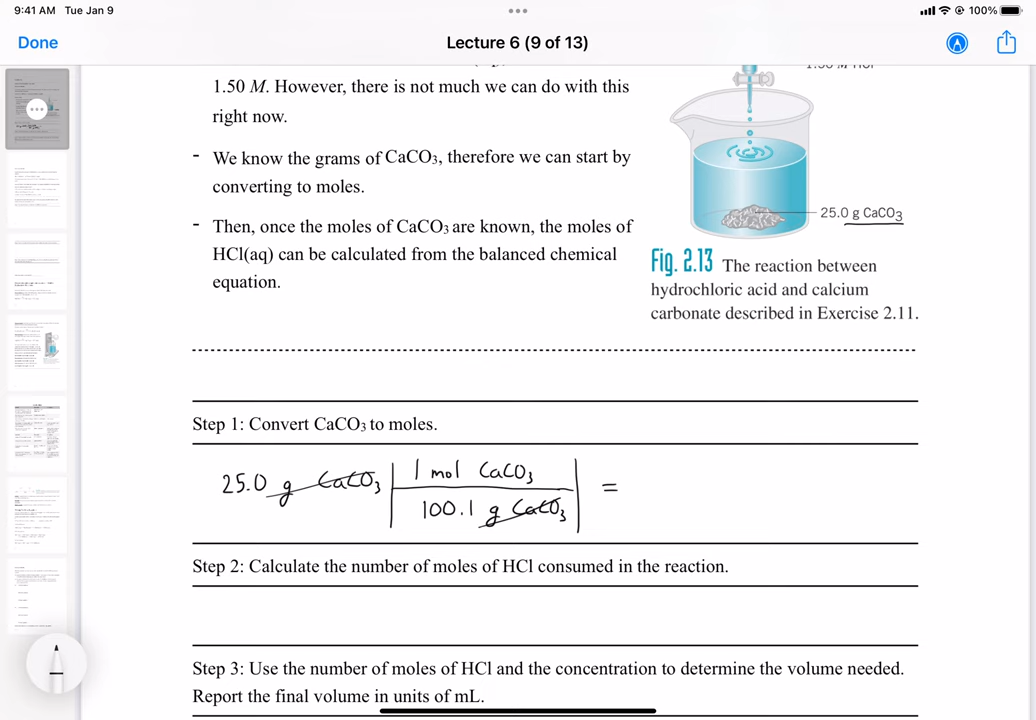 9:41 AM Tue Jan 9
100%
Done
Lecture 6 (9 of 13)
1.50 M. However, there is not much we can do with this
right now.
- We know the grams of CaCO₃, therefore we can start by
converting to moles.
- Then, once the moles of CaCO₃ are known, the moles of
HCl(aq) can be calculated from the balanced chemical
equation.
25.0 g CaCO₃
Fig. 2.13 The reaction between
hydrochloric acid and calcium
carbonate described in Exercise 2.11.
Step 1: Convert CaCO₃ to moles.
25.0 g CaCO₃ | 1 mol CaCO₃ | =
100.1 g CaCO₃
Step 2: Calculate the number of moles of HCl consumed in the reaction.
Step 3: Use the number of moles of HCl and the concentration to determine the volume needed.
Report the final volume in units of mL.